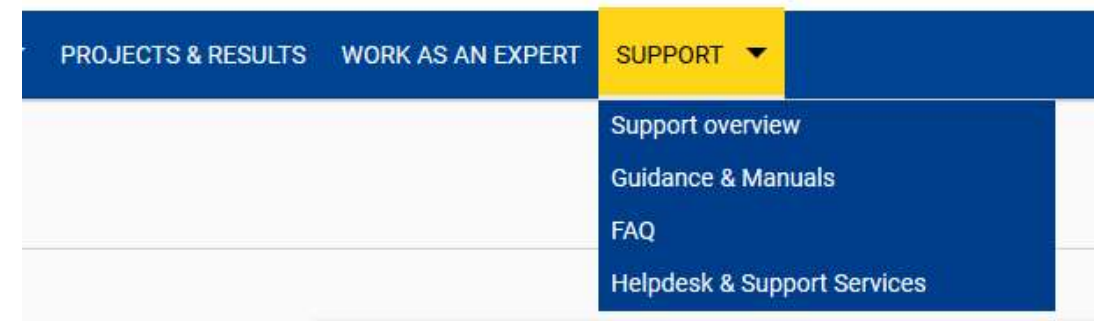 PROJECTS & RESULTS WORK AS AN EXPERT SUPPORT
Support overview
Guidance & Manuals
FAQ
Helpdesk & Support Services